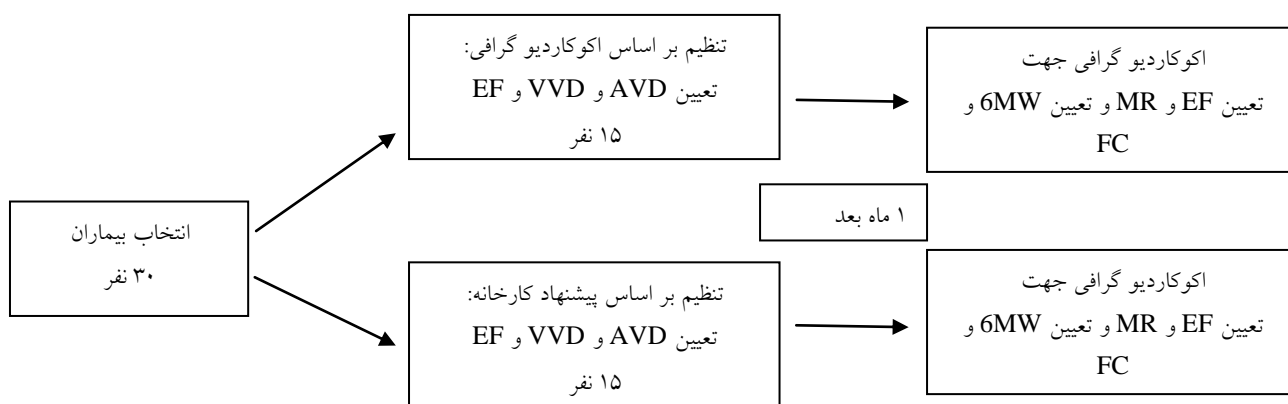 انتخاب بیماران
۳۰ نفر
تنظیم بر اساس اکوکاردیو گرافی:
تعیین AVD و VVD و EF
۱۵ نفر
اکوکاردیو گرافی جهت
تعیین EF و MR و تعیین 6MW و
FC
۱ ماه بعد
تنظیم بر اساس پیشنهاد کارخانه:
تعیین AVD و VVD و EF
۱۵ نفر
اکوکاردیو گرافی جهت
تعیین EF و MR و تعیین 6MW و
FC